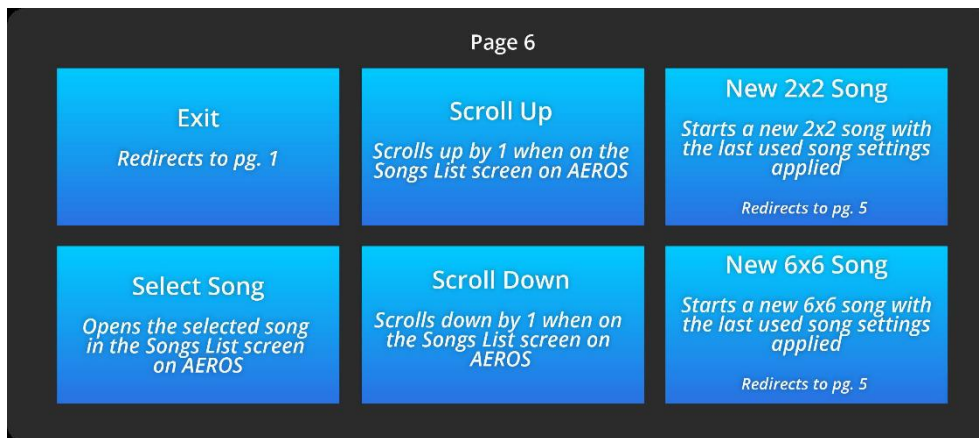 Page 6
Exit
Redirects to pg. 1
Scroll Up
Scrolls up by 1 when on the
Songs List screen on AEROS
New 2x2 Song
Starts a new 2x2 song with
the last used song settings
applied
Redirects to pg. 5
Select Song
Opens the selected song
in the Songs List screen
on AEROS
Scroll Down
Scrolls down by 1 when on
the Songs List screen on
AEROS
New 6x6 Song
Starts a new 6x6 song with
the last used song settings
applied
Redirects to pg. 5